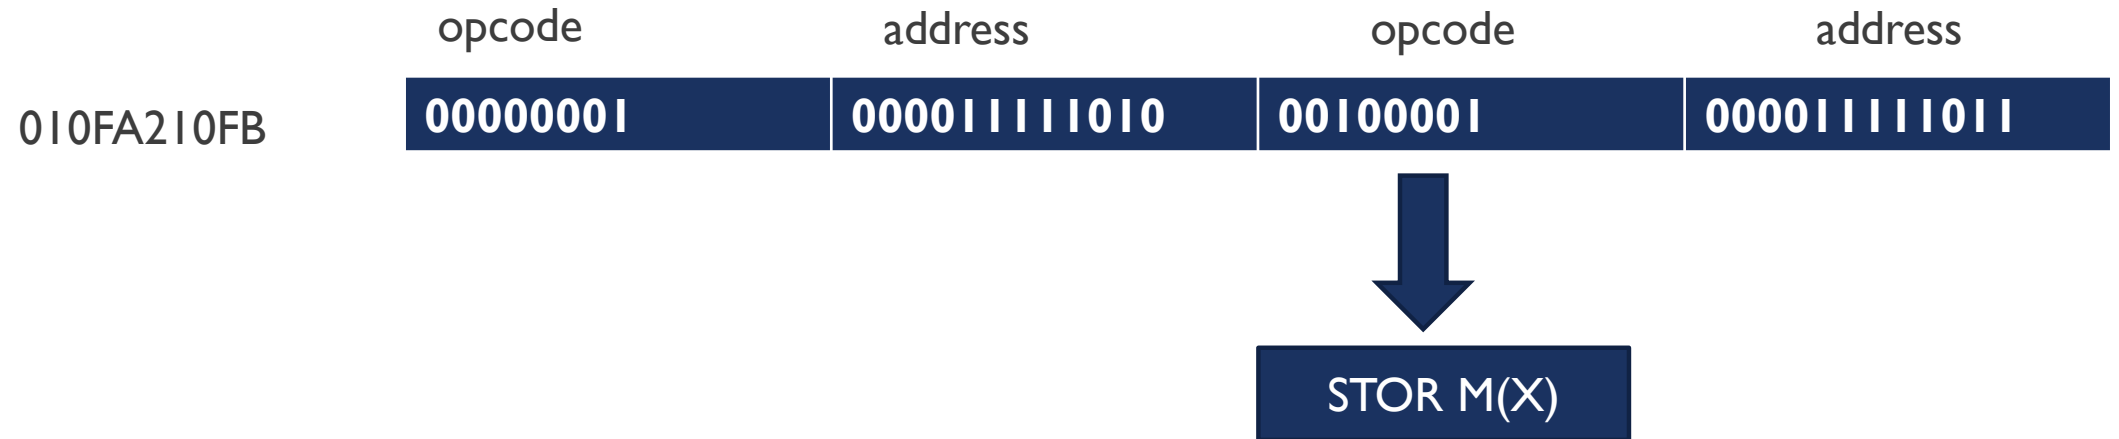 opcode address opcode address
010FA210FB 00000001 000011111010 00100001 000011111011
STOR M(X)